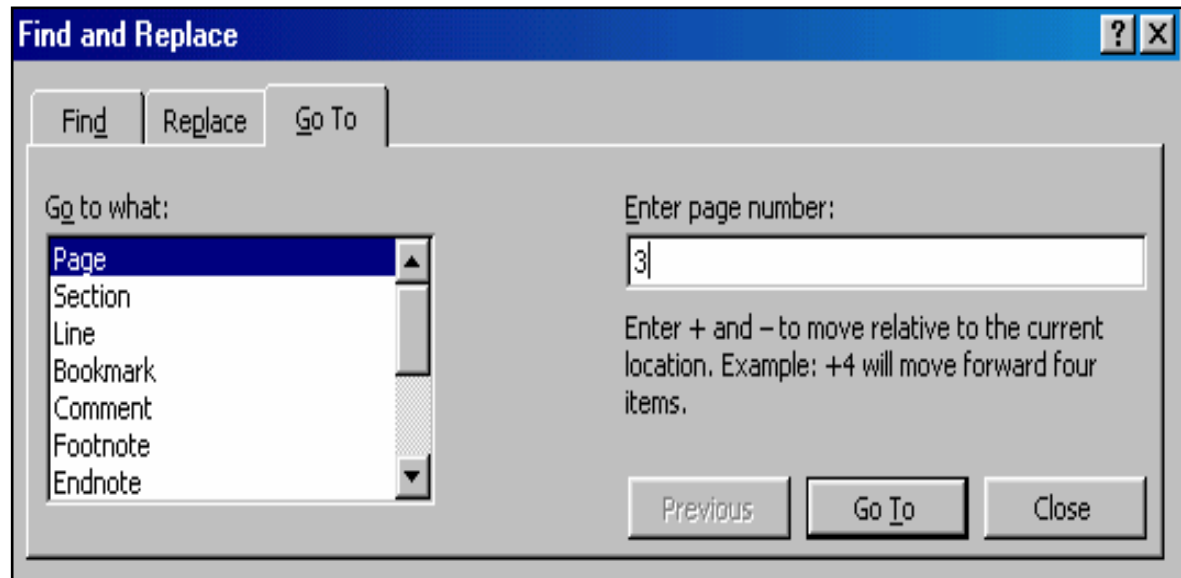 Find and Replace
Find
Replace
Go To
Go to what:
Page
Section
Line
Bookmark
Comment
Footnote
Endnote
Enter page number:
3
Enter + and – to move relative to the current
location. Example: +4 will move forward four
items.
Previous
Go To
Close